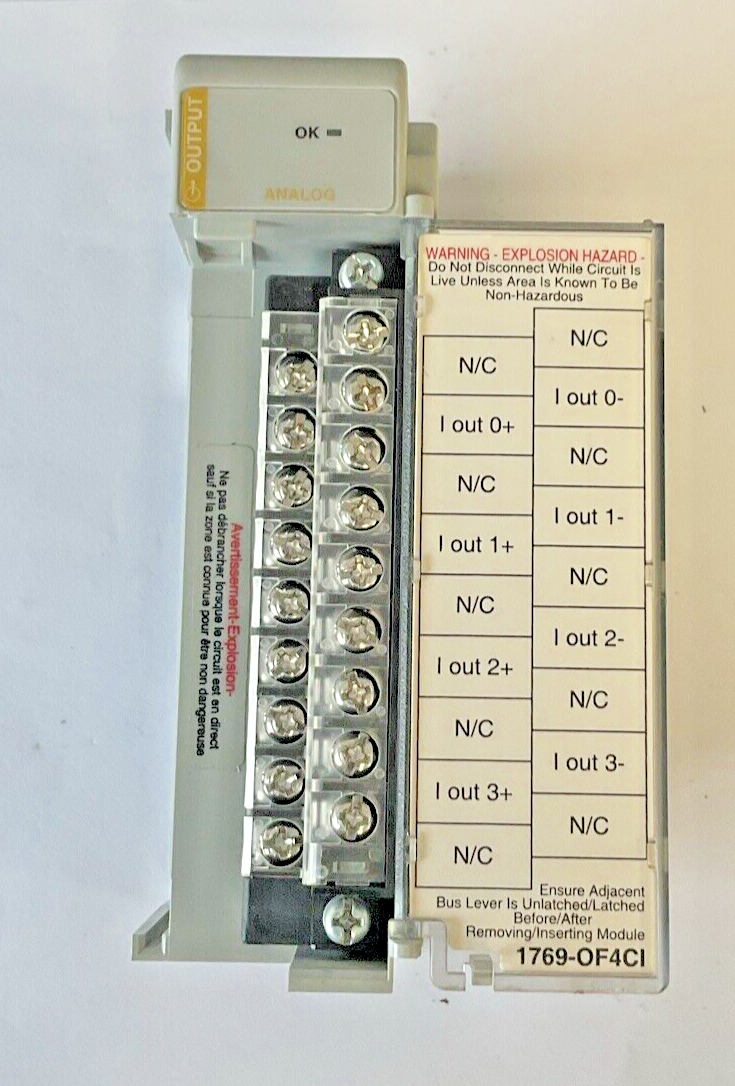 OUTPUT
OK
ANALOG
WARNING - EXPLOSION HAZARD -
Do Not Disconnect While Circuit Is
Live Unless Area Is Known To Be
Non-Hazardous
N/C
N/C
I out 0-
I out 0+
N/C
N/C
I out 1-
I out 1+
N/C
N/C
I out 2-
I out 2+
N/C
N/C
I out 3-
I out 3+
N/C
N/C
Avertissement-Explosion-
Ne pas débrancher lorsque le circuit est en direct
sauf si la zone est connue pour être non dangereuse
Ensure Adjacent
Bus Lever Is Unlatched/Latched
Before/After
Removing/Inserting Module
1769-OF4CI